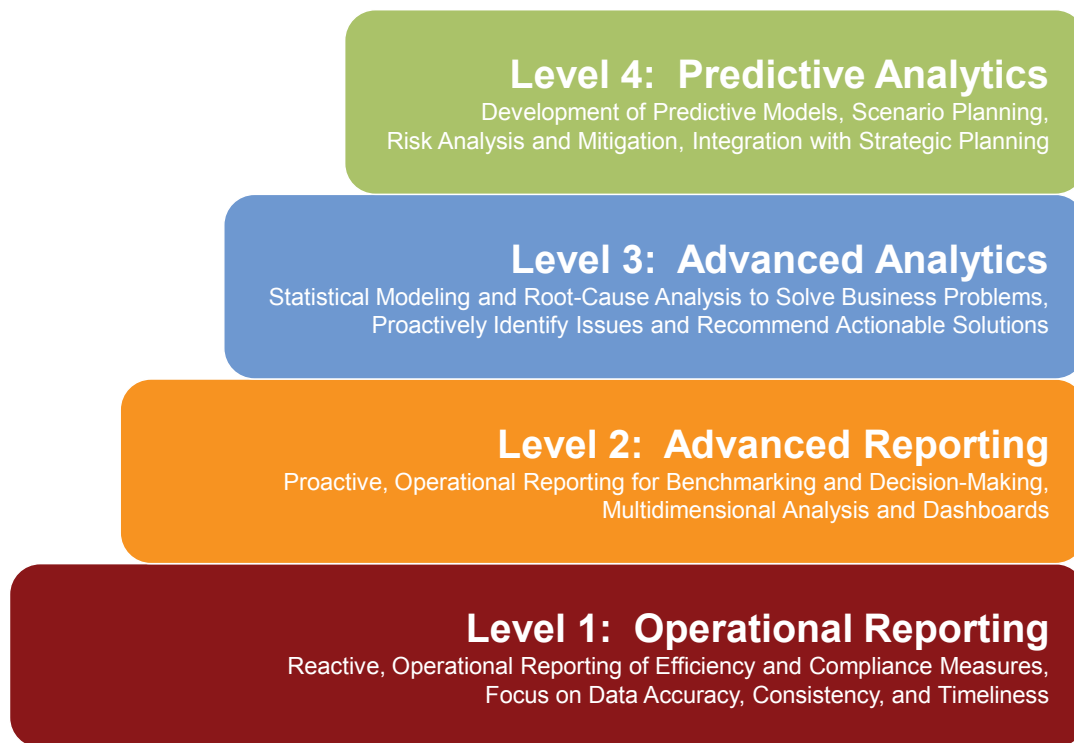 Level 4:  Predictive Analytics
Development of Predictive Models, Scenario Planning,
Risk Analysis and Mitigation, Integration with Strategic Planning
Level 3:  Advanced Analytics
Statistical Modeling and Root-Cause Analysis to Solve Business Problems,
Proactively Identify Issues and Recommend Actionable Solutions
Level 2:  Advanced Reporting
Proactive, Operational Reporting for Benchmarking and Decision-Making,
Multidimensional Analysis and Dashboards
Level 1:  Operational Reporting
Reactive, Operational Reporting of Efficiency and Compliance Measures,
Focus on Data Accuracy, Consistency, and Timeliness